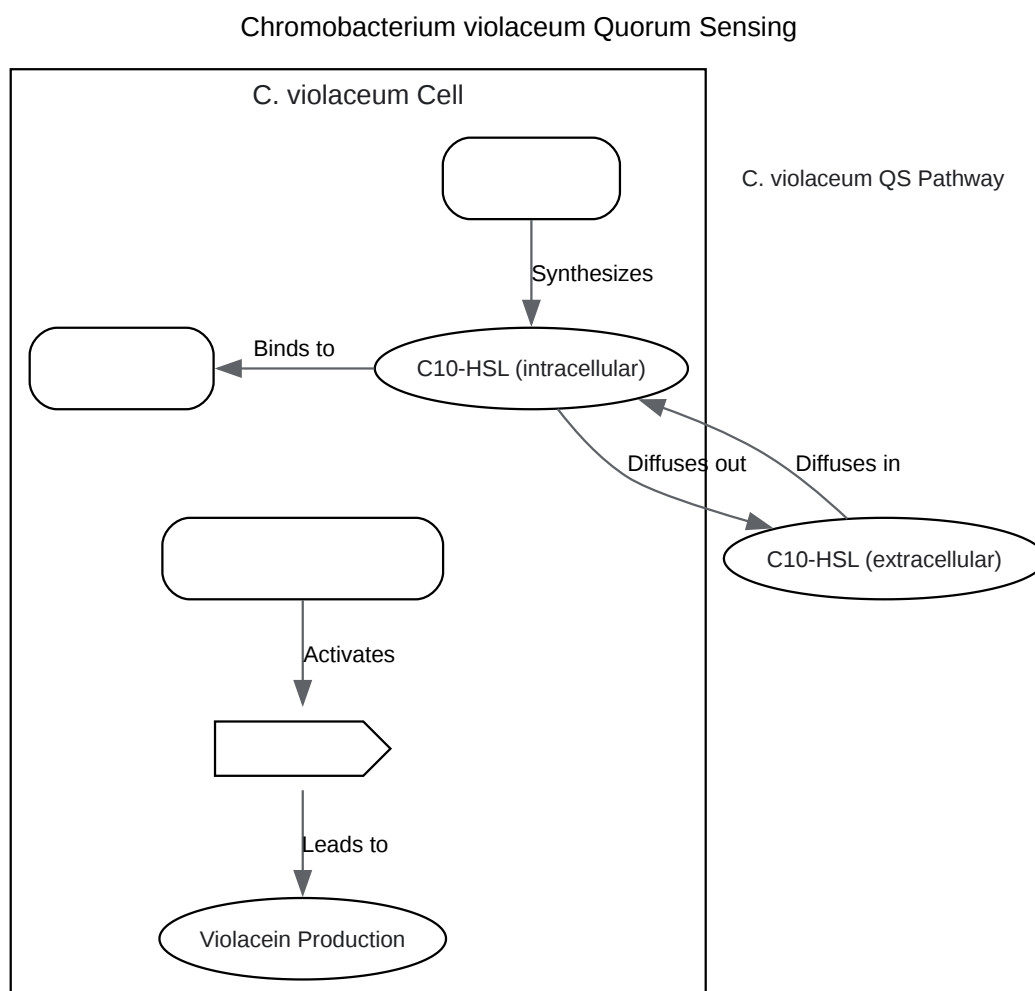 Chromobacterium violaceum Quorum Sensing
C. violaceum Cell
C. violaceum QS Pathway
Synthesizes
Binds to
C10-HSL (intracellular)
Diffuses out
Diffuses in
C10-HSL (extracellular)
Activates
Leads to
Violacein Production